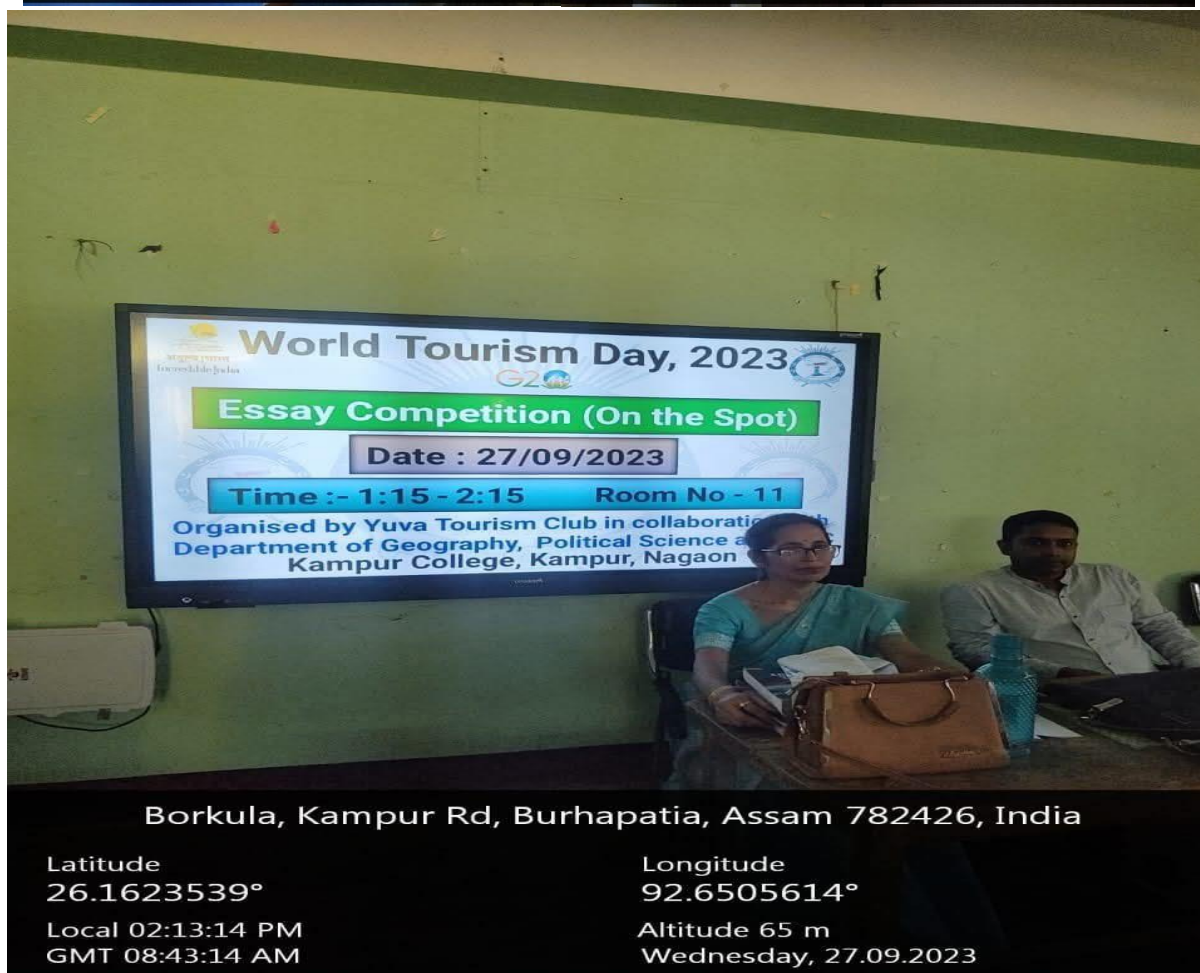 World Tourism Day, 2023
Incredible India
G20
Essay Competition (On the Spot)
Date : 27/09/2023
Time :- 1:15 - 2:15 Room No - 11
Organised by Yuva Tourism Club in collaboration
Department of Geography, Political Science
Kampur College, Kampur, Nagaon
Borkula, Kampur Rd, Burhapatia, Assam 782426, India
Latitude
26.1623539°
Longitude
92.6505614°
Local 02:13:14 PM
GMT 08:43:14 AM
Altitude 65 m
Wednesday, 27.09.2023